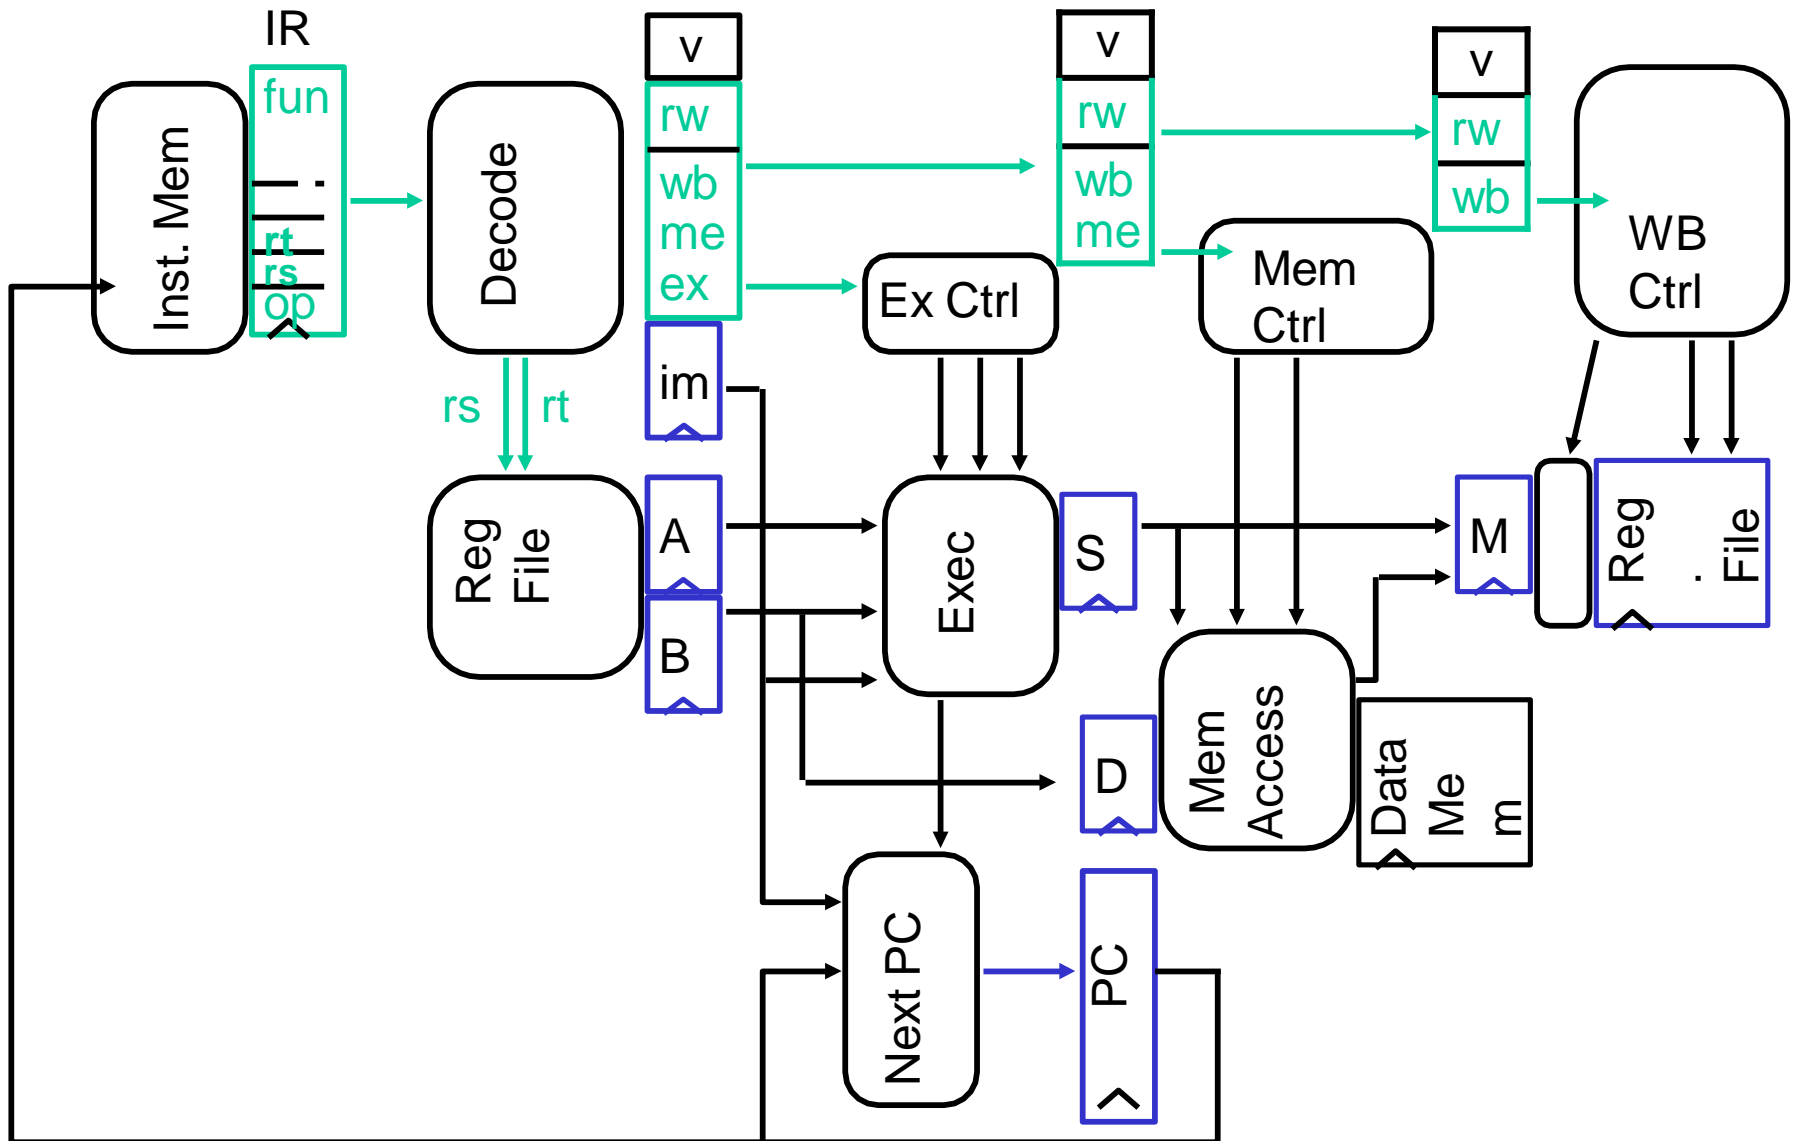 IR
fun
rt
rs
op
Inst. Mem
Decode
rs
rt
Reg
File
v
rw
wb
me
ex
im
A
B
Ex Ctrl
Exec
Next PC
v
rw
wb
me
S
D
PC
Mem
Ctrl
Mem
Access
Data
Me
m
v
rw
wb
M
WB
Ctrl
Reg
.
File